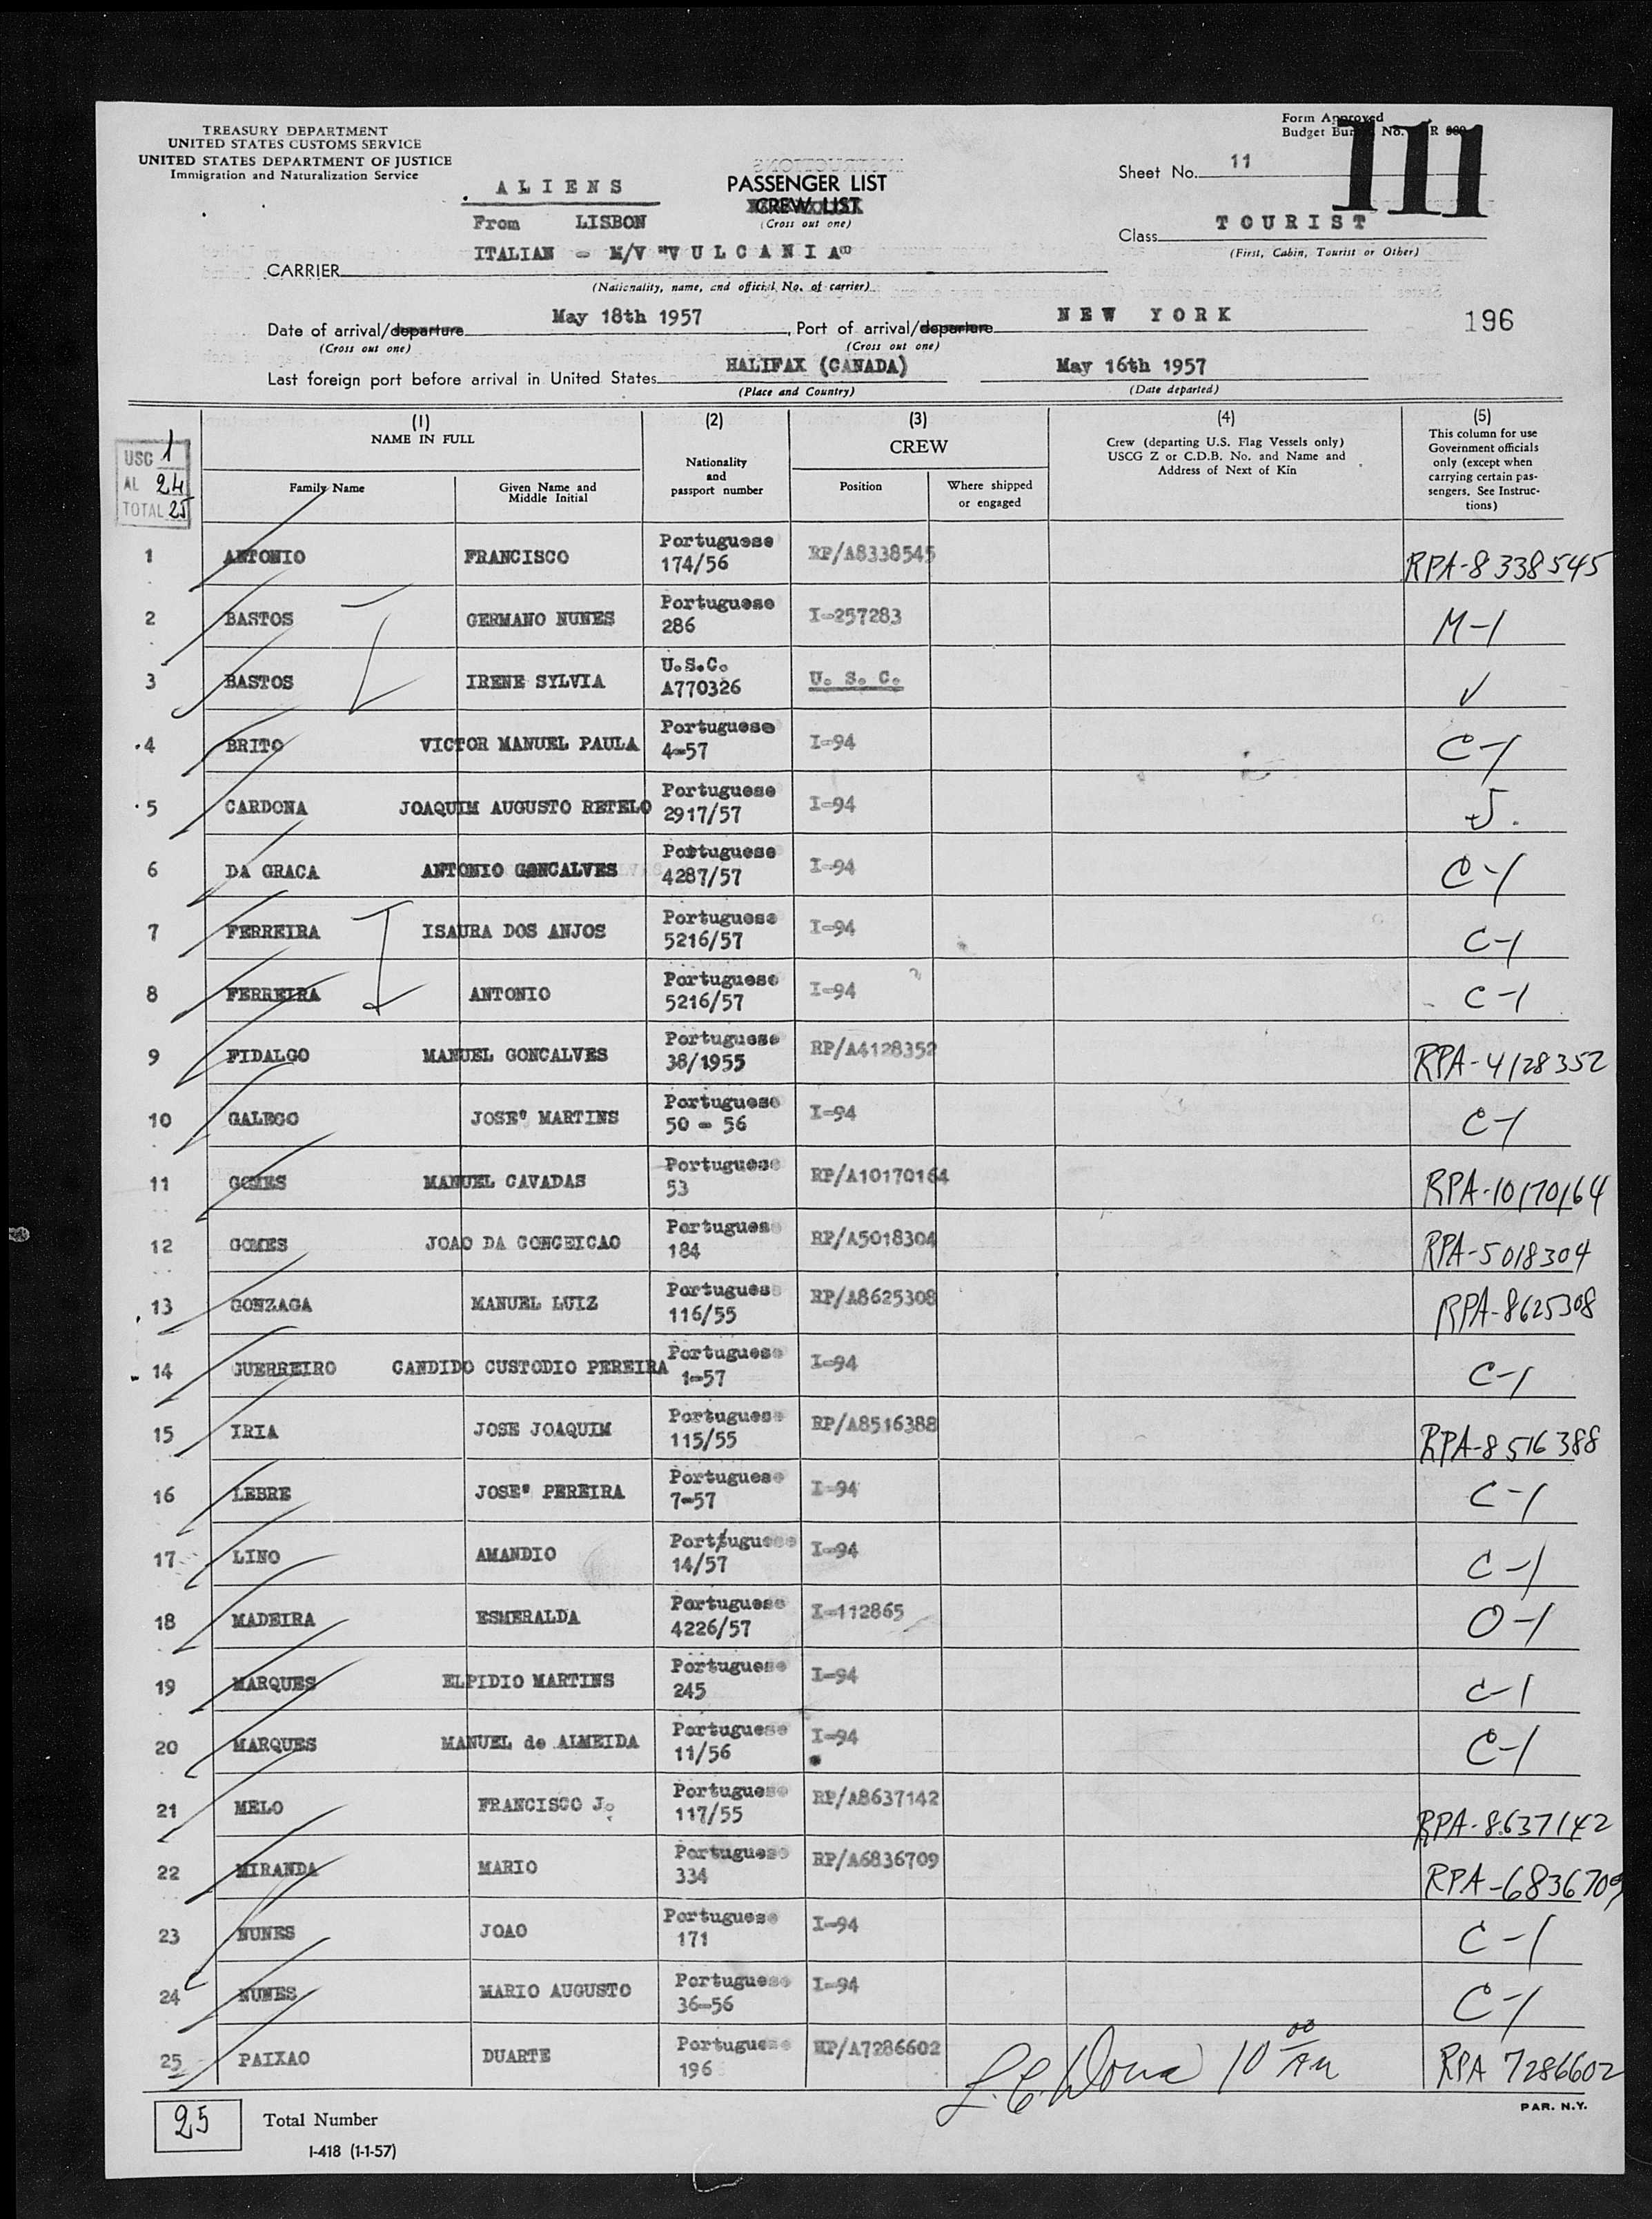 TREASURY DEPARTMENT
UNITED STATES CUSTOMS SERVICE
UNITED STATES DEPARTMENT OF JUSTICE
Immigration and Naturalization Service
Form Approved
Budget No. R
111
Sheet No. 11
ALIENS
PASSENGER LIST
CREW LIST
(Cross out one)
From LISBON
Class TOURIST
(First, Cabin, Tourist or Other)
CARRIER ITALIAN - M/V "VULCANIA"
(Nationality, name, and official No. of carrier)
Date of arrival/departure May 18th 1957, Port of arrival/departure NEW YORK 196
(Cross out one) (Cross out one)
Last foreign port before arrival in United States HALIFAX (CANADA) May 16th 1957
(Place and Country) (Date departed)
USC 1
AL 24
TOTAL 25
(1) NAME IN FULL
Family Name
Given Name and Middle Initial
(2)
Nationality and passport number
(3) CREW
Position
Where shipped or engaged
(4)
Crew (departing U.S. Flag Vessels only)
USCG Z or C.D.B. No. and Name and
Address of Next of Kin
(5)
This column for use
Government officials
only (except when
carrying certain pas-
sengers. See Instruc-
tions)
1 ANTONIO FRANCISCO Portuguese 174/56 RP/A8338545 RPA-8338545
2 BASTOS GERMANO NUNES Portuguese 286 I-257283 M-1
3 BASTOS IRENE SYLVIA U.S.C. A770326 U. S. C. ✓
4 BRITO VICTOR MANUEL PAULA Portuguese 4-57 I-94 C-1
5 CARDONA JOAQUIM AUGUSTO RETELO Portuguese 2917/57 I-94
6 DA GRACA ANTONIO GONCALVES Portuguese 4287/57 I-94 C-1
7 FERREIRA ISAURA DOS ANJOS Portuguese 5216/57 I-94 C-1
8 FERREIRA ANTONIO Portuguese 5216/57 I-94 C-1
9 FIDALGO MANUEL GONCALVES Portuguese 38/1955 RP/A4128352 RPA-4128352
10 GALEGO JOSE' MARTINS Portuguese 50 - 56 I-94 C-1
11 GOMES MANUEL CAVADAS Portuguese 53 RP/A10170164 RPA-10170164
12 GOMES JOAO DA CONCEICAO Portuguese 184 RP/A5018304 RPA-5018304
13 GONZAGA MANUEL LUIZ Portuguese 116/55 RP/A8625308 RPA-8625308
14 GUERREIRO CANDIDO CUSTODIO PEREIRA Portuguese 1-57 I-94 C-1
15 IRIA JOSE JOAQUIM Portuguese 115/55 RP/A8516388 RPA-8516388
16 LEBRE JOSE' PEREIRA Portuguese 7-57 I-94 C-1
17 LINO AMANDIO Portuguese 14/57 I-94 C-1
18 MADEIRA ESMERALDA Portuguese 4226/57 I-112865 O-1
19 MARQUES ELPIDIO MARTINS Portuguese 245 I-94 C-1
20 MARQUES MANUEL de ALMEIDA Portuguese 11/56 I-94 C-1
21 MELO FRANCISCO J. Portuguese 117/55 RP/A8637142 RPA-8637142
22 MIRANDA MARIO Portuguese 334 RP/A6836709 RPA-6836709
23 NUNES JOAO Portuguese 171 I-94 C-1
24 NUNES MARIO AUGUSTO Portuguese 36-56 I-94 C-1
25 PAIXAO DUARTE Portuguese 196 RP/A7286602 10 00 AM RPA 7286602
PAR. N.Y.
25 Total Number
I-418 (1-1-57)